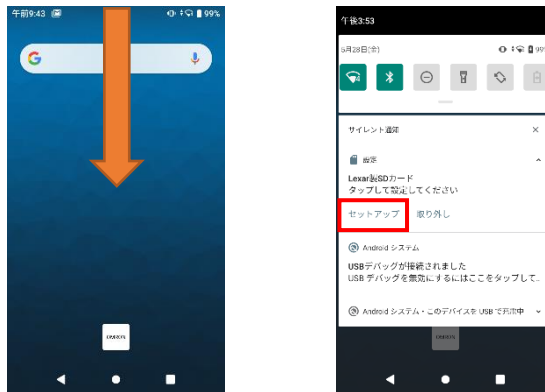 午前9:43
99%
G
OMRON
午後3:53
5月28日(金)
99%
サイレント通知
設定
Lexar製SDカード
タップして設定してください
セットアップ 取り外し
Android システム
USBデバッグが接続されました
USB デバッグを無効にするにはここをタップして..
Android システム・このデバイスを USB で充電中
OMRON